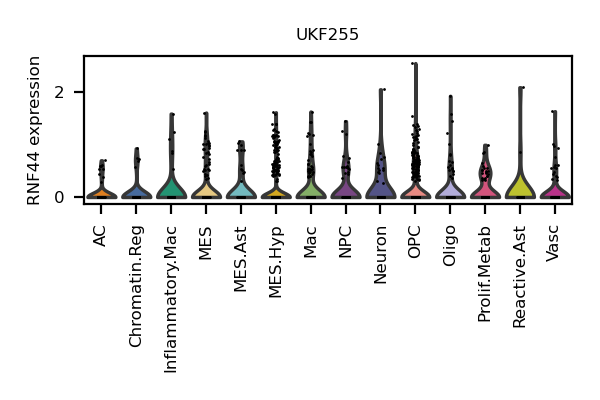 UKF255
RNF44 expression
2
0
AC
Chromatin.Reg
Inflammatory.Mac
MES
MES.Ast
MES.Hyp
Mac
NPC
Neuron
OPC
Oligo
Prolif.Metab
Reactive.Ast
Vasc